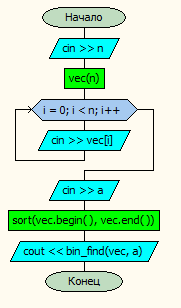 Начало
cin >> n
vec(n)
i = 0; i < n; i++
cin >> vec[i]
cin >> a
sort(vec.begin( ), vec.end( ))
cout << bin_find(vec, a)
Конец